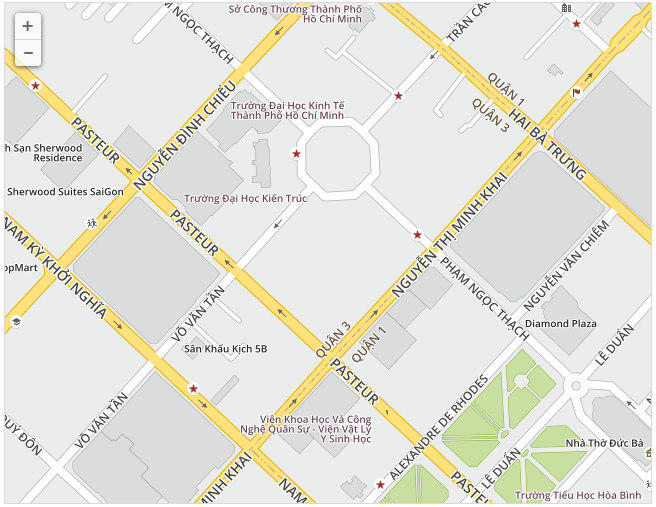 Sở Công Thương Thành Phố
Hồ Chí Minh
PHẠM NGỌC THẠCH
TRẦN CAO
+
−
QUẬN 1
QUẬN 3
HAI BÀ TRƯNG
NGUYỄN ĐÌNH CHIỂU
Trường Đại Học Kinh Tế
Thành Phố Hồ Chí Minh
PASTEUR
h Sạn Sherwood
Residence
Sherwood Suites SaiGon
Trường Đại Học Kiến Trúc
PASTEUR
NGUYỄN THỊ MINH KHAI
NAM KỲ KHỞI NGHĨA
opMart
PHẠM NGỌC THẠCH
NGUYỄN VĂN CHIÊM
VÕ VĂN TẦN
Diamond Plaza
LÊ DUẨN
Sân Khấu Kịch 5B
QUẬN 3
QUẬN 1
PASTEUR
VÕ VĂN TẦN
QUÝ ĐÔN
Viện Khoa Học Và Công
Nghệ Quân Sự - Viện Vật Lý
Y Sinh Học
ALEXANDRE DE RHODES
Nhà Thờ Đức Bà
LÊ DUẨN
MINH KHAI
NAM
PASTEU
Trường Tiểu Học Hòa Bình